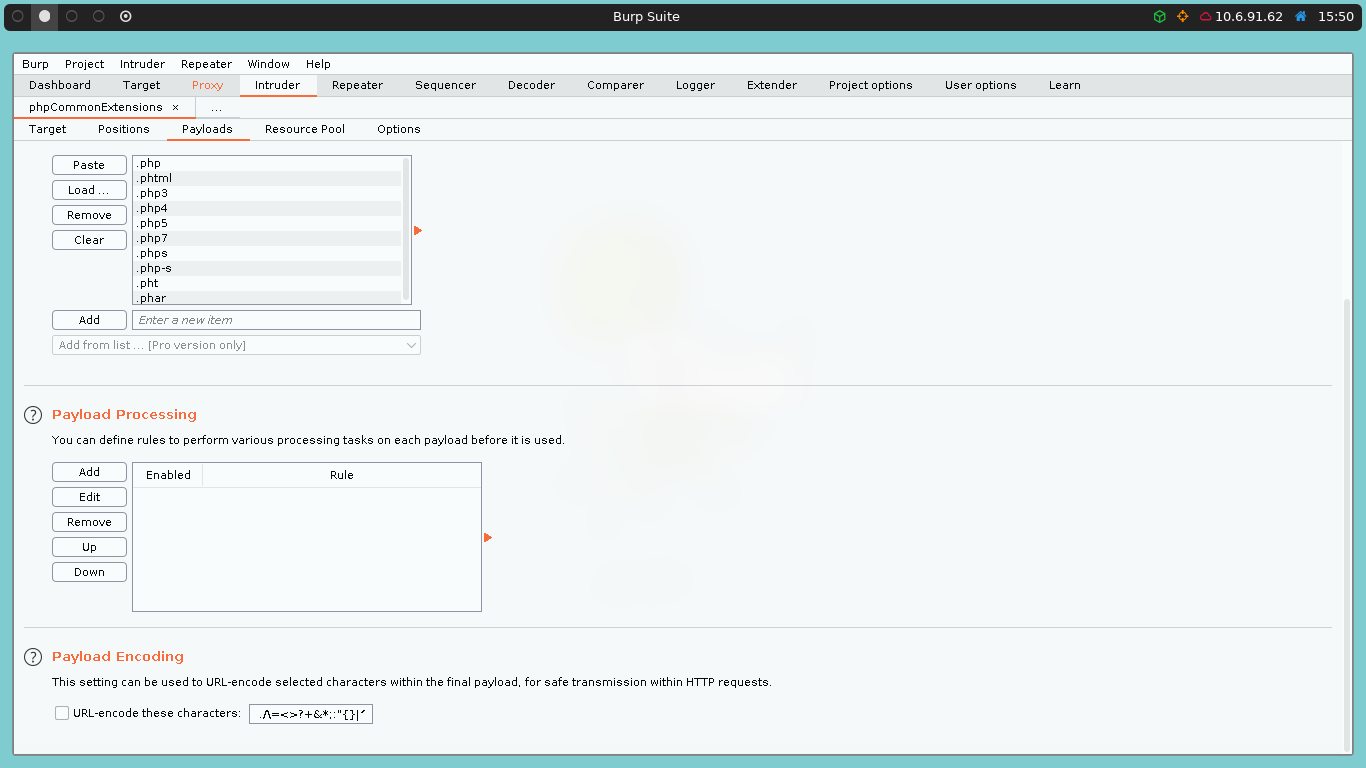 Burp Suite
10.6.91.62
15:50
Burp Project Intruder Repeater Window Help
Dashboard Target Proxy Intruder Repeater Sequencer Decoder Comparer Logger Extender Project options User options Learn
phpCommonExtensions × ...
Target Positions Payloads Resource Pool Options
Paste
Load ...
Remove
Clear
.php
.phtml
.php3
.php4
.php5
.php7
.phps
.php-s
.pht
.phar
Add Enter a new item
Add from list ... [Pro version only]
? Payload Processing
You can define rules to perform various processing tasks on each payload before it is used.
Add
Edit
Remove
Up
Down
Enabled Rule
? Payload Encoding
This setting can be used to URL-encode selected characters within the final payload, for safe transmission within HTTP requests.
URL-encode these characters: ./\=<>?+&*;:"{}|^